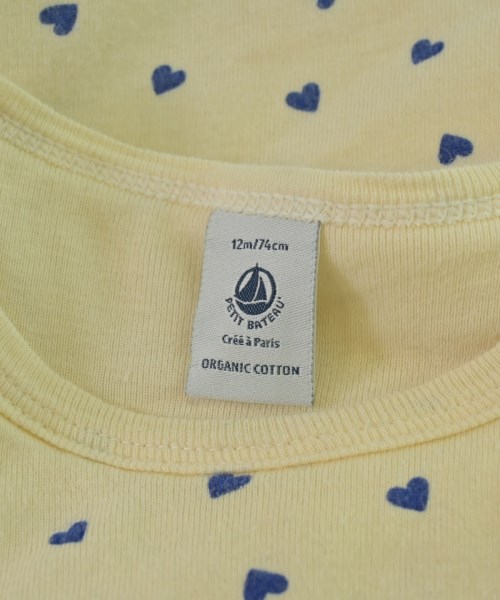 12m/74cm
PETIT BATEAU
Créé à Paris
ORGANIC COTTON